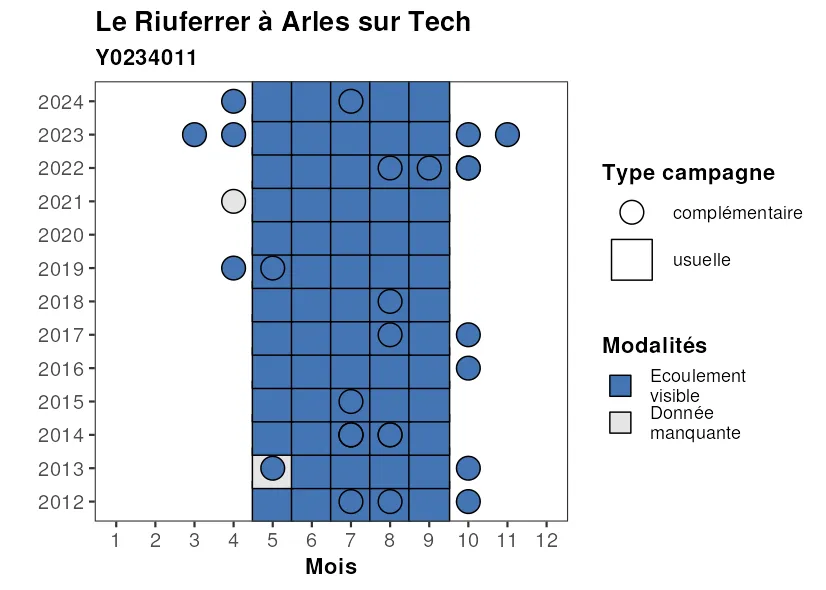 Le Riuferrer à Arles sur Tech
Y0234011
2024
2023
2022
2021
2020
2019
2018
2017
2016
2015
2014
2013
2012
1 2 3 4 5 6 7 8 9 10 11 12
Mois
Type campagne
complémentaire
usuelle
Modalités
Ecoulement
visible
Donnée
manquante